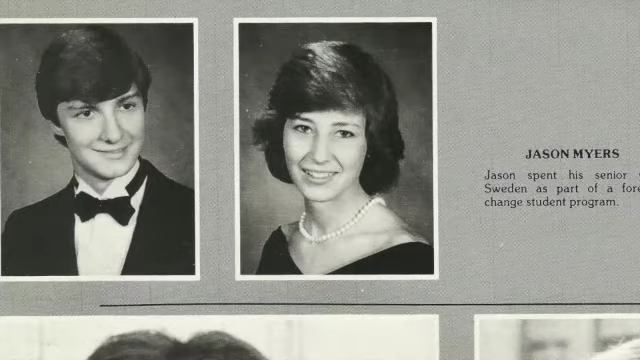 JASON MYERS
Jason spent his senior
Sweden as part of a
change student program.